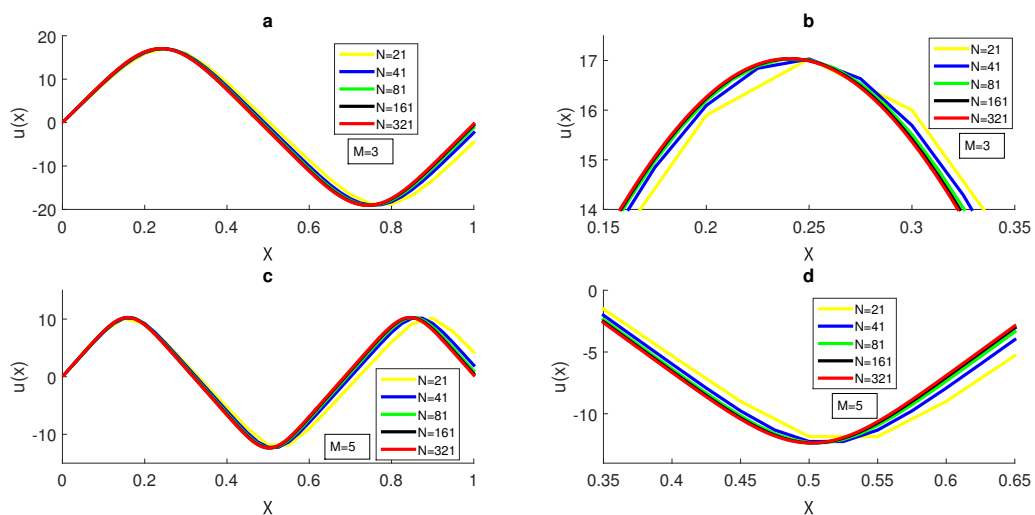 a
20
10
0
-10
-20
u(x)
0
0.2
0.4
0.6
0.8
1
X
N=21
N=41
N=81
N=161
N=321
M=3
b
17
16
15
14
u(x)
0.15
0.2
0.25
0.3
0.35
X
N=21
N=41
N=81
N=161
N=321
M=3
c
10
0
-10
u(x)
0
0.2
0.4
0.6
0.8
1
X
N=21
N=41
N=81
N=161
N=321
M=5
d
0
-5
-10
u(x)
0.35
0.4
0.45
0.5
0.55
0.6
0.65
X
N=21
N=41
N=81
N=161
N=321
M=5